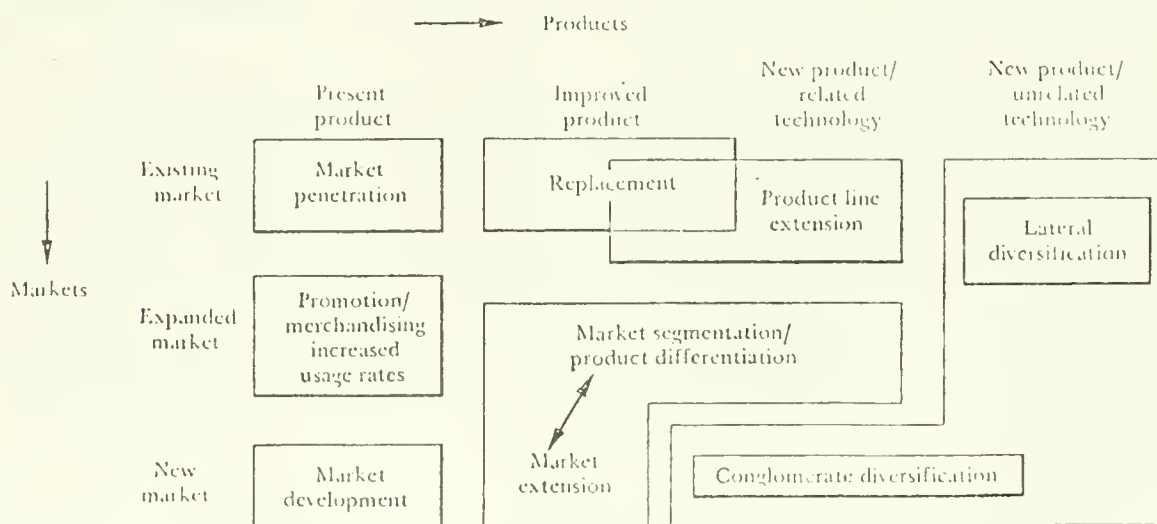 Products
Present
product
Improved
product
New product/
related
technology
New product/
unrelated
technology
Existing
market
Market
penetration
Replacement
Product line
extension
Lateral
diversification
Markets
Expanded
market
Promotion/
merchandising
increased
usage rates
Market segmentation/
product differentiation
New
market
Market
development
Market
extension
Conglomerate diversification